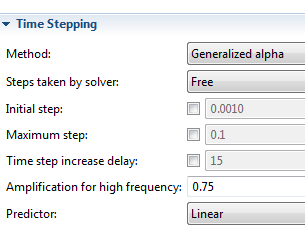 Time Stepping
Method: Generalized alpha
Steps taken by solver: Free
Initial step: 0.0010
Maximum step: 0.1
Time step increase delay: 15
Amplification for high frequency: 0.75
Predictor: Linear